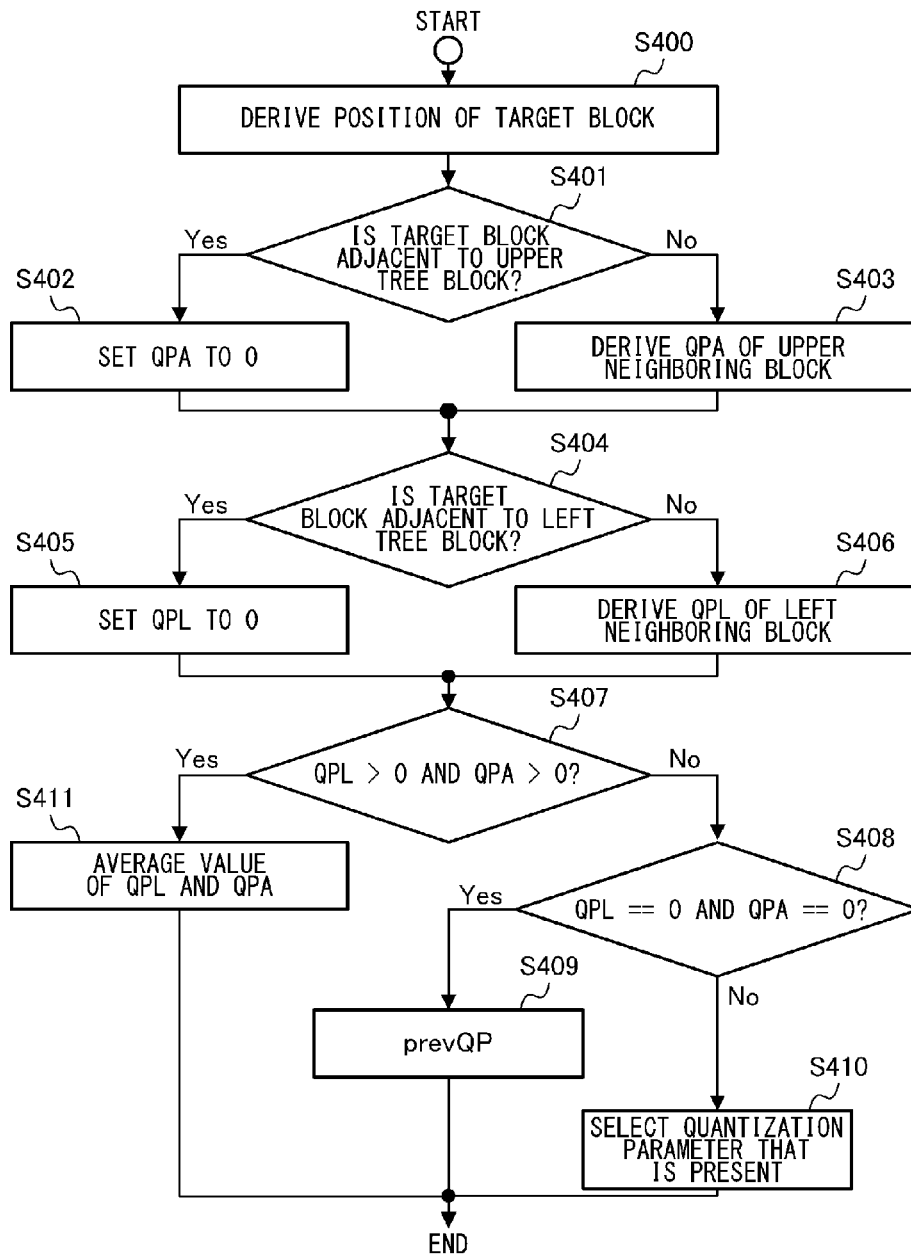 START
S400
DERIVE POSITION OF TARGET BLOCK
S401
IS TARGET BLOCK
ADJACENT TO UPPER
TREE BLOCK?
Yes
No
S402
SET QPA TO 0
S403
DERIVE QPA OF UPPER
NEIGHBORING BLOCK
S404
IS TARGET
BLOCK ADJACENT TO LEFT
TREE BLOCK?
Yes
No
S405
SET QPL TO 0
S406
DERIVE QPL OF LEFT
NEIGHBORING BLOCK
S407
QPL > 0 AND QPA > 0?
Yes
No
S411
AVERAGE VALUE
OF QPL AND QPA
S408
QPL == 0 AND QPA == 0?
Yes
No
S409
prevQP
S410
SELECT QUANTIZATION
PARAMETER THAT
IS PRESENT
END